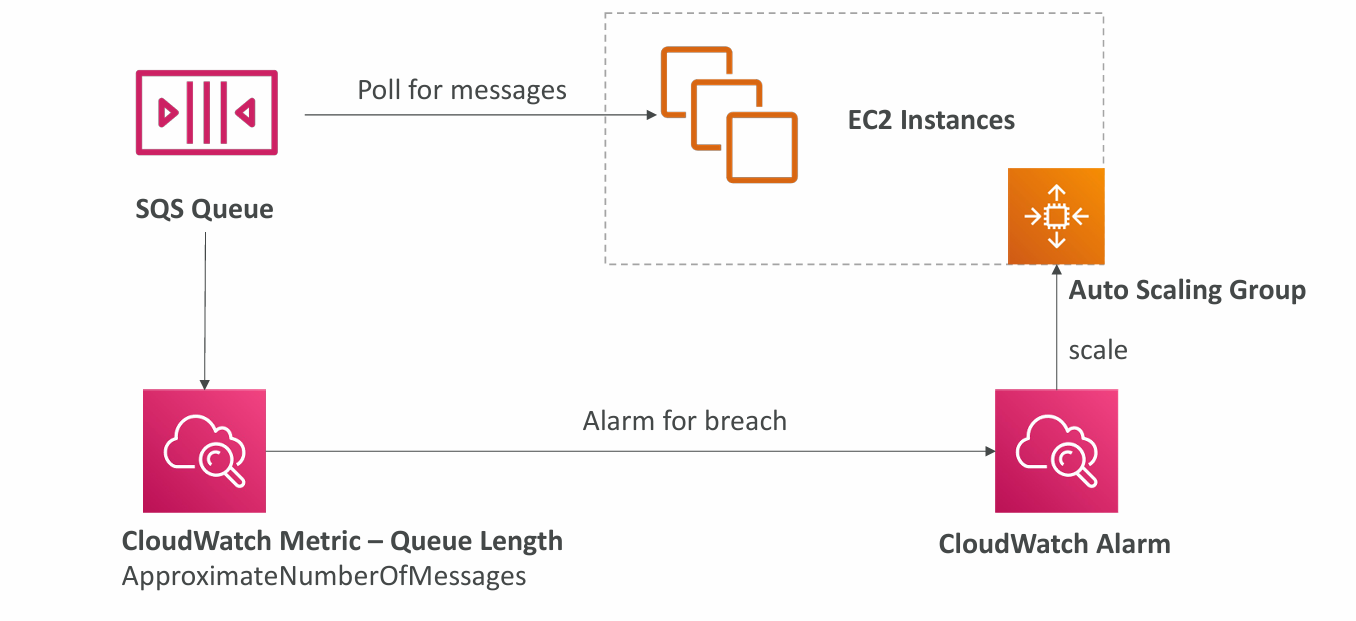 Poll for messages
EC2 Instances
SQS Queue
Auto Scaling Group
scale
Alarm for breach
CloudWatch Metric – Queue Length
ApproximateNumberOfMessages
CloudWatch Alarm